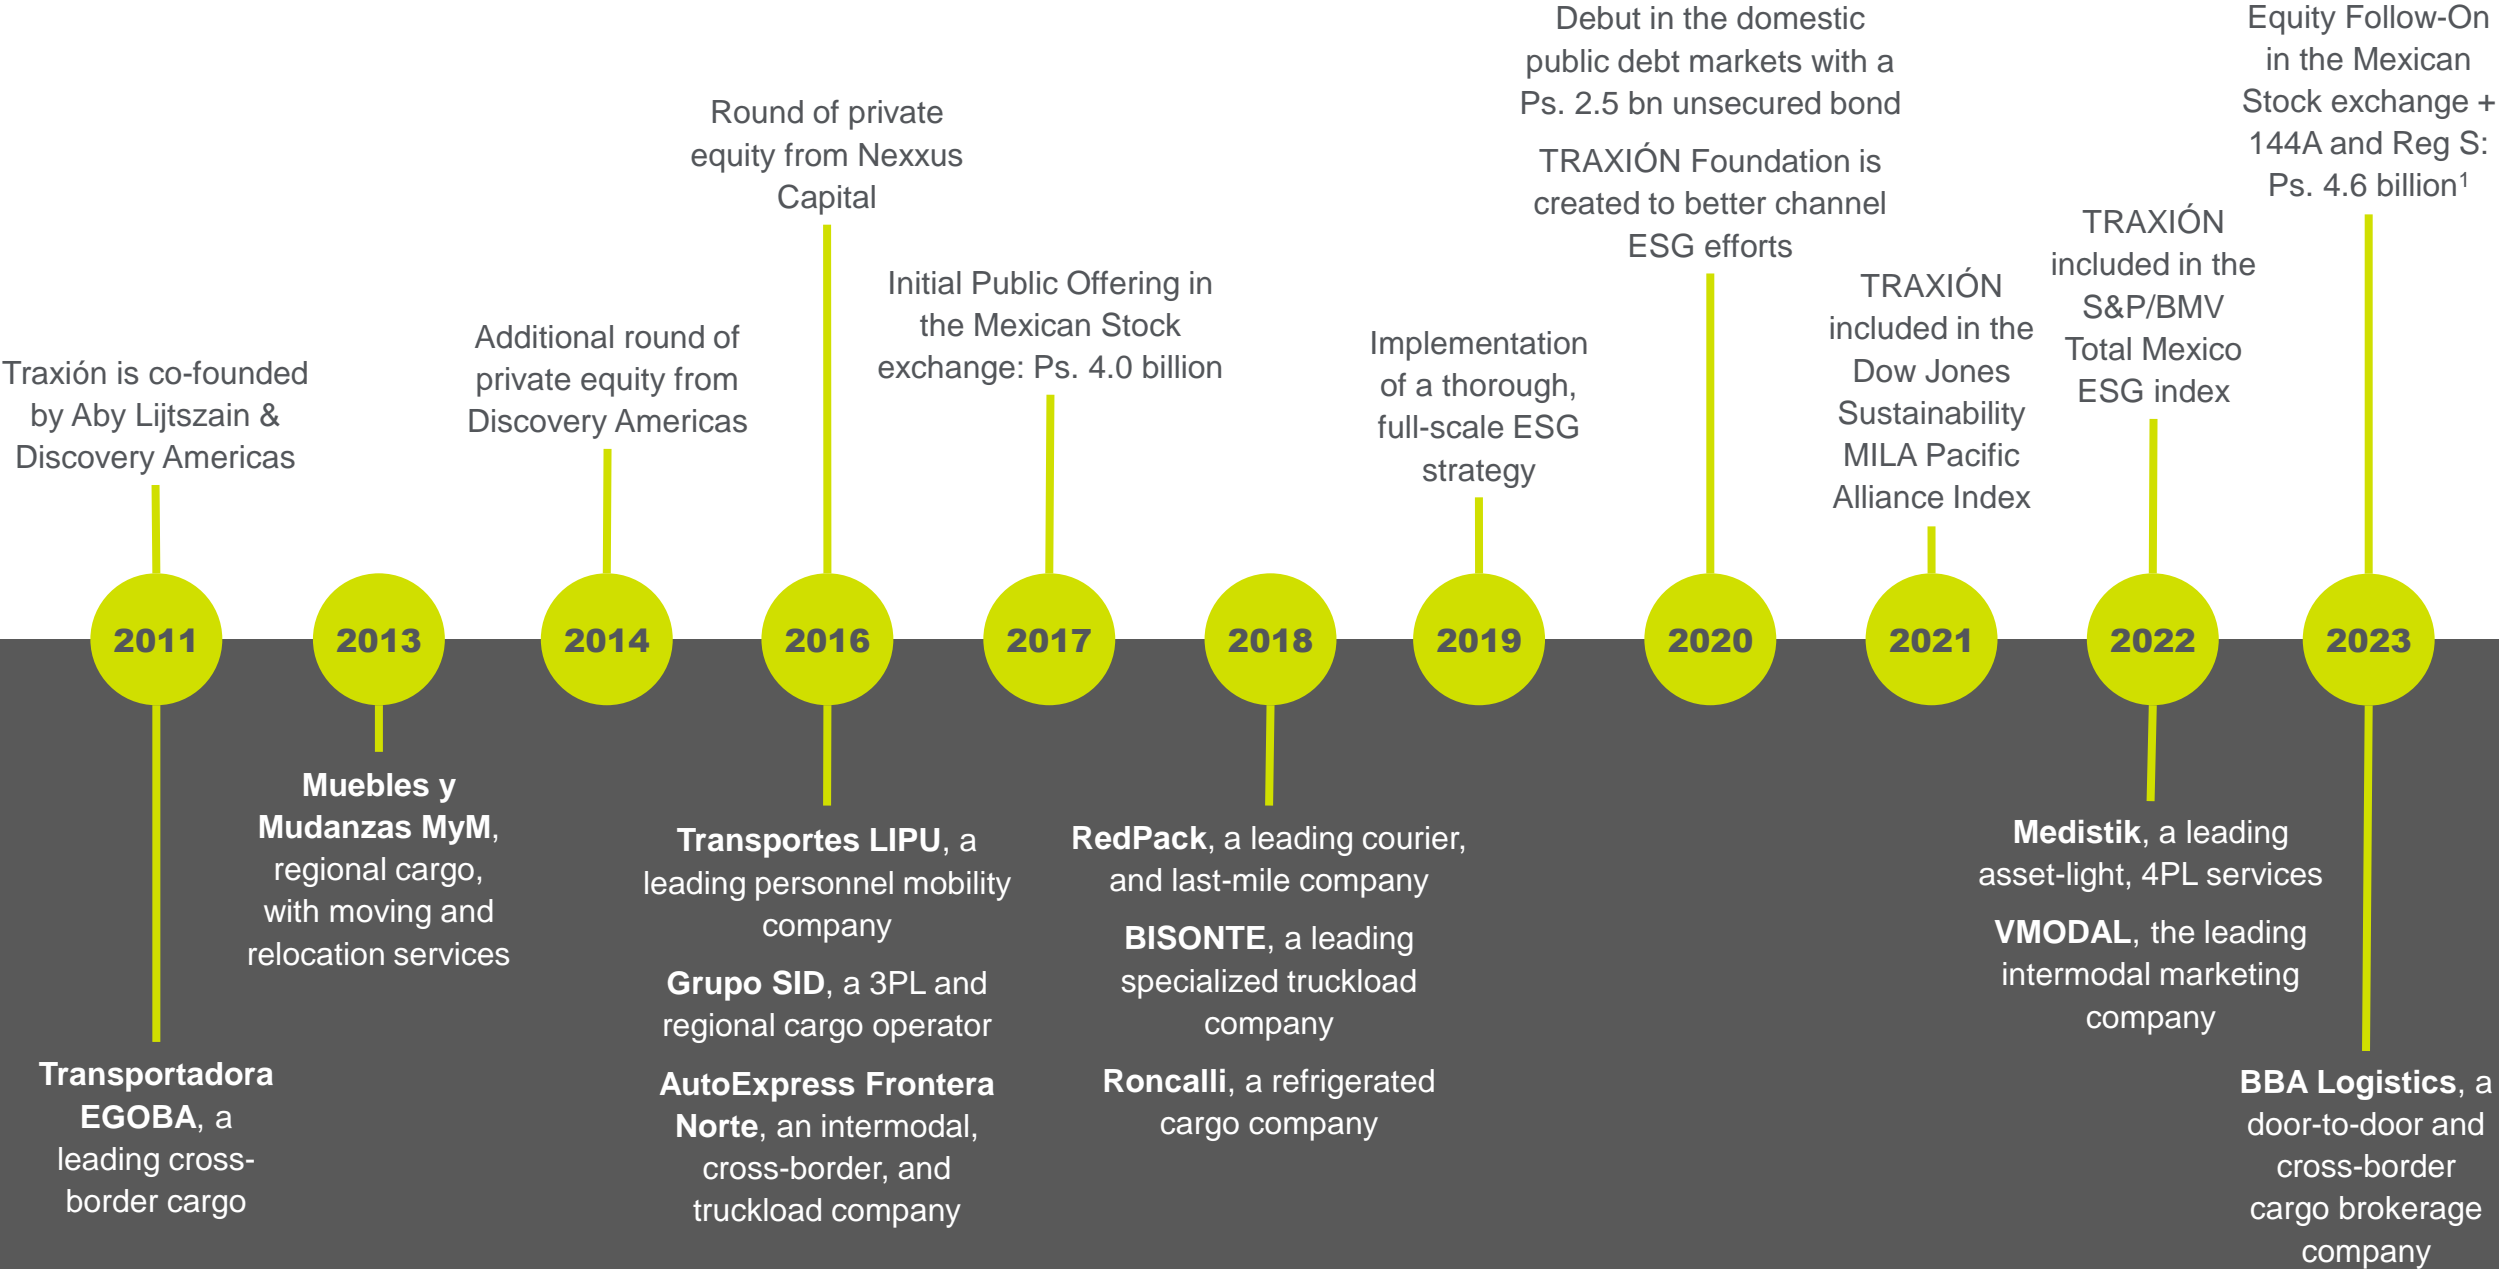 Traxión is co-founded
by Aby Lijtszain &
Discovery Americas
Additional round of
private equity from
Discovery Americas
Round of private
equity from Nexxus
Capital
Initial Public Offering in
the Mexican Stock
exchange: Ps. 4.0 billion
Implementation
of a thorough,
full-scale ESG
strategy
Debut in the domestic
public debt markets with a
Ps. 2.5 bn unsecured bond
TRAXIÓN Foundation is
created to better channel
ESG efforts
TRAXIÓN
included in the
Dow Jones
Sustainability
MILA Pacific
Alliance Index
TRAXIÓN
included in the
S&P/BMV
Total Mexico
ESG index
Equity Follow-On
in the Mexican
Stock exchange +
144A and Reg S:
Ps. 4.6 billion¹
2011
2013
2014
2016
2017
2018
2019
2020
2021
2022
2023
Transportadora
EGOBA, a
leading cross-
border cargo
Muebles y
Mudanzas MyM,
regional cargo,
with moving and
relocation services
Transportes LIPU, a
leading personnel mobility
company
Grupo SID, a 3PL and
regional cargo operator
AutoExpress Frontera
Norte, an intermodal,
cross-border, and
truckload company
RedPack, a leading courier,
and last-mile company
BISONTE, a leading
specialized truckload
company
Roncalli, a refrigerated
cargo company
Medistik, a leading
asset-light, 4PL services
VMODAL, the leading
intermodal marketing
company
BBA Logistics, a
door-to-door and
cross-border
cargo brokerage
company